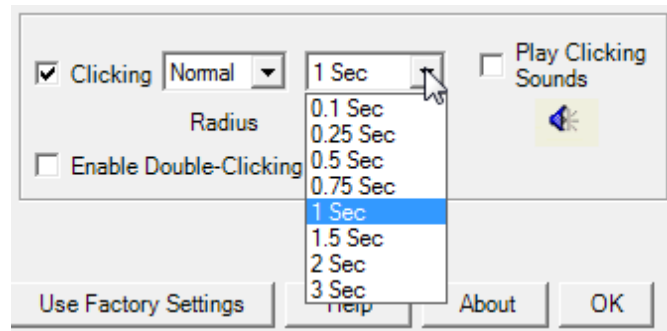 Clicking Normal 1 Sec Play Clicking
Sounds
Radius
Enable Double-Clicking
0.1 Sec
0.25 Sec
0.5 Sec
0.75 Sec
1 Sec
1.5 Sec
2 Sec
3 Sec
Use Factory Settings Help About OK